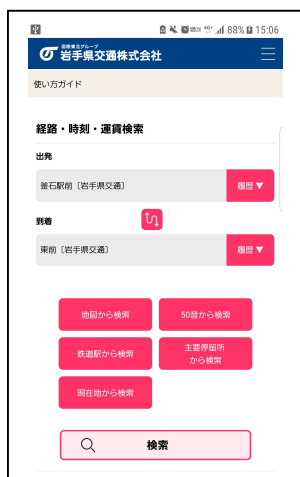 88% 15:06
国際東北グループ
岩手県交通株式会社
使い方ガイド
経路・時刻・運賃検索
出発
釜石駅前〔岩手県交通〕
履歴▼
到着
東前〔岩手県交通〕
履歴▼
地図から検索
50音から検索
鉄道駅から検索
主要停留所
から検索
現在地から検索
検索